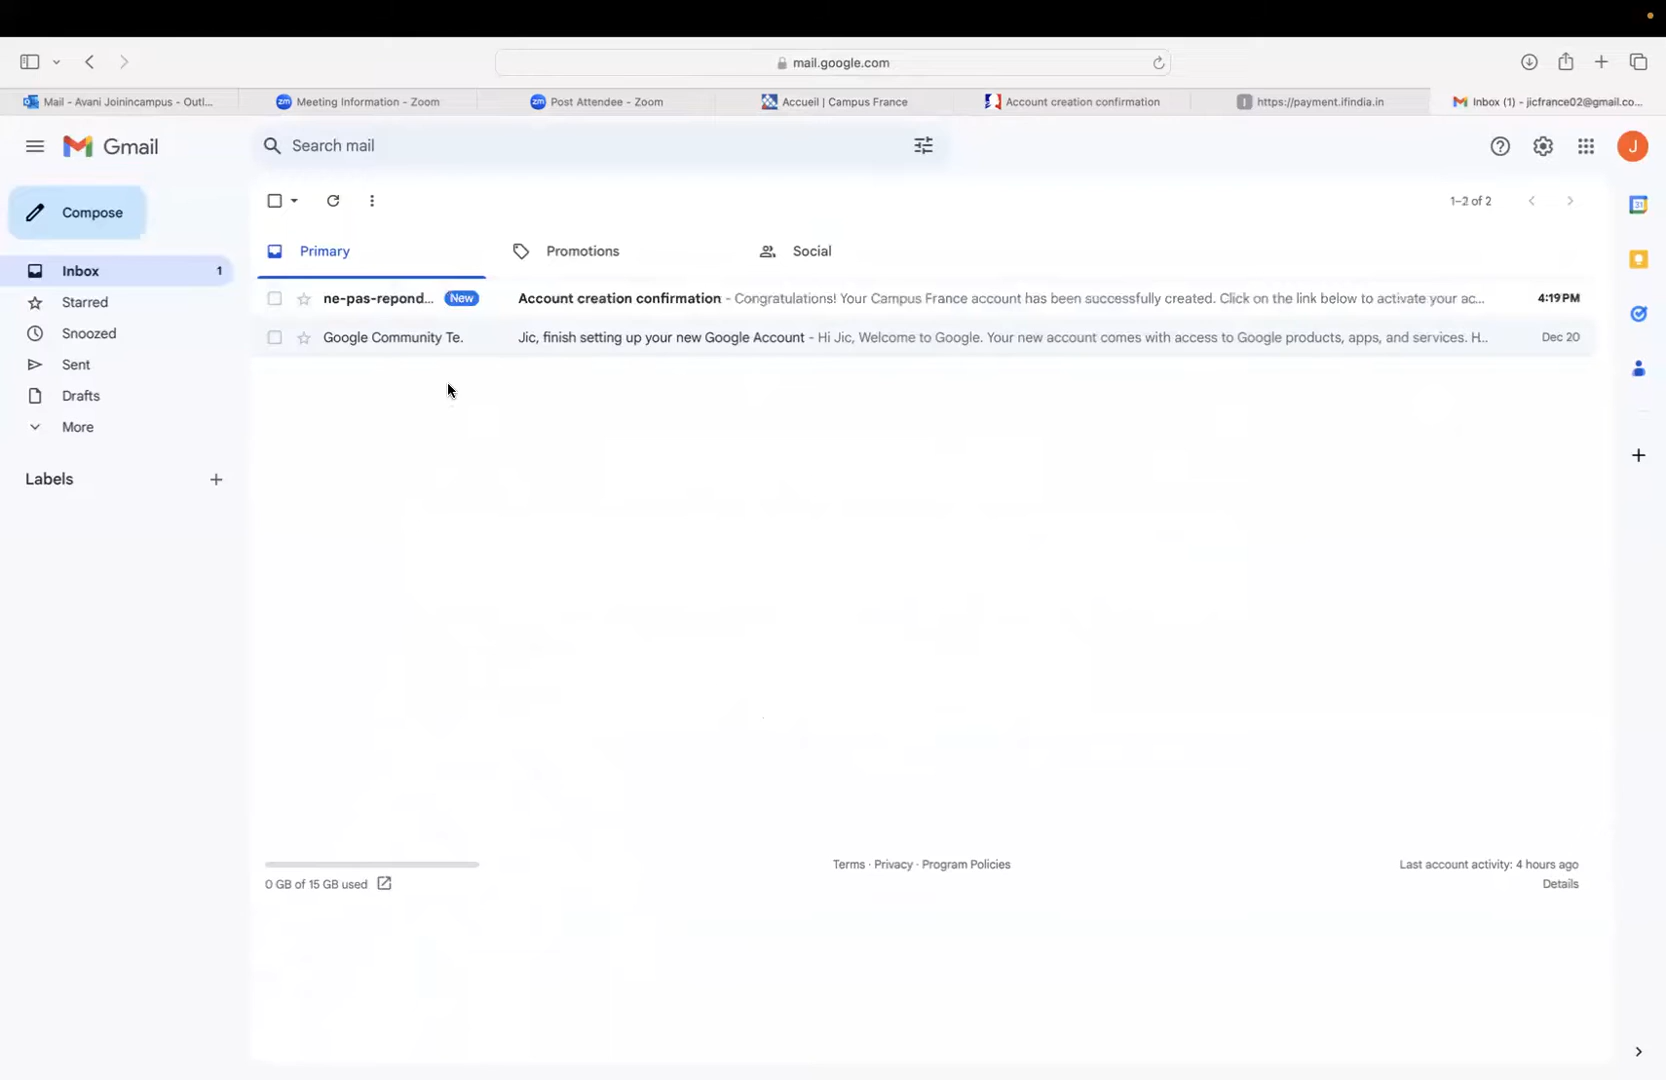 mail.google.com
Mail - Avani Joinincampus - Outl...
zm Meeting Information - Zoom
zm Post Attendee - Zoom
Accueil | Campus France
Account creation confirmation
I https://payment.ifindia.in
Inbox (1) - jicfrance02@gmail.co...
Gmail
Search mail
J
Compose
1–2 of 2
31
Primary
Promotions
Social
Inbox 1
ne-pas-repond... New Account creation confirmation - Congratulations! Your Campus France account has been successfully created. Click on the link below to activate your ac... 4:19 PM
Starred
Google Community Te. Jic, finish setting up your new Google Account - Hi Jic, Welcome to Google. Your new account comes with access to Google products, apps, and services. H... Dec 20
Snoozed
Sent
Drafts
More
Labels
Terms · Privacy · Program Policies
Last account activity: 4 hours ago
0 GB of 15 GB used
Details